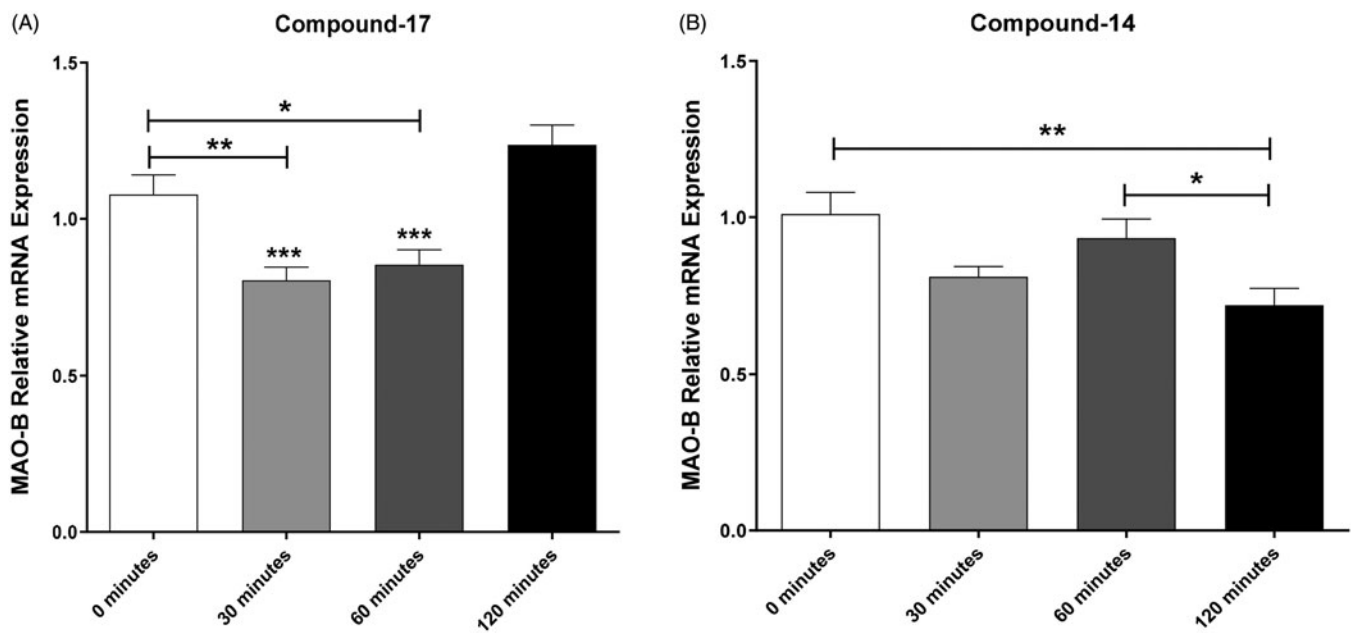 (A)
Compound-17
MAO-B Relative mRNA Expression
1.5
1.0
0.5
0.0
*
**
***
***
0 minutes
30 minutes
60 minutes
120 minutes
(B)
Compound-14
MAO-B Relative mRNA Expression
1.5
1.0
0.5
0.0
**
*
0 minutes
30 minutes
60 minutes
120 minutes